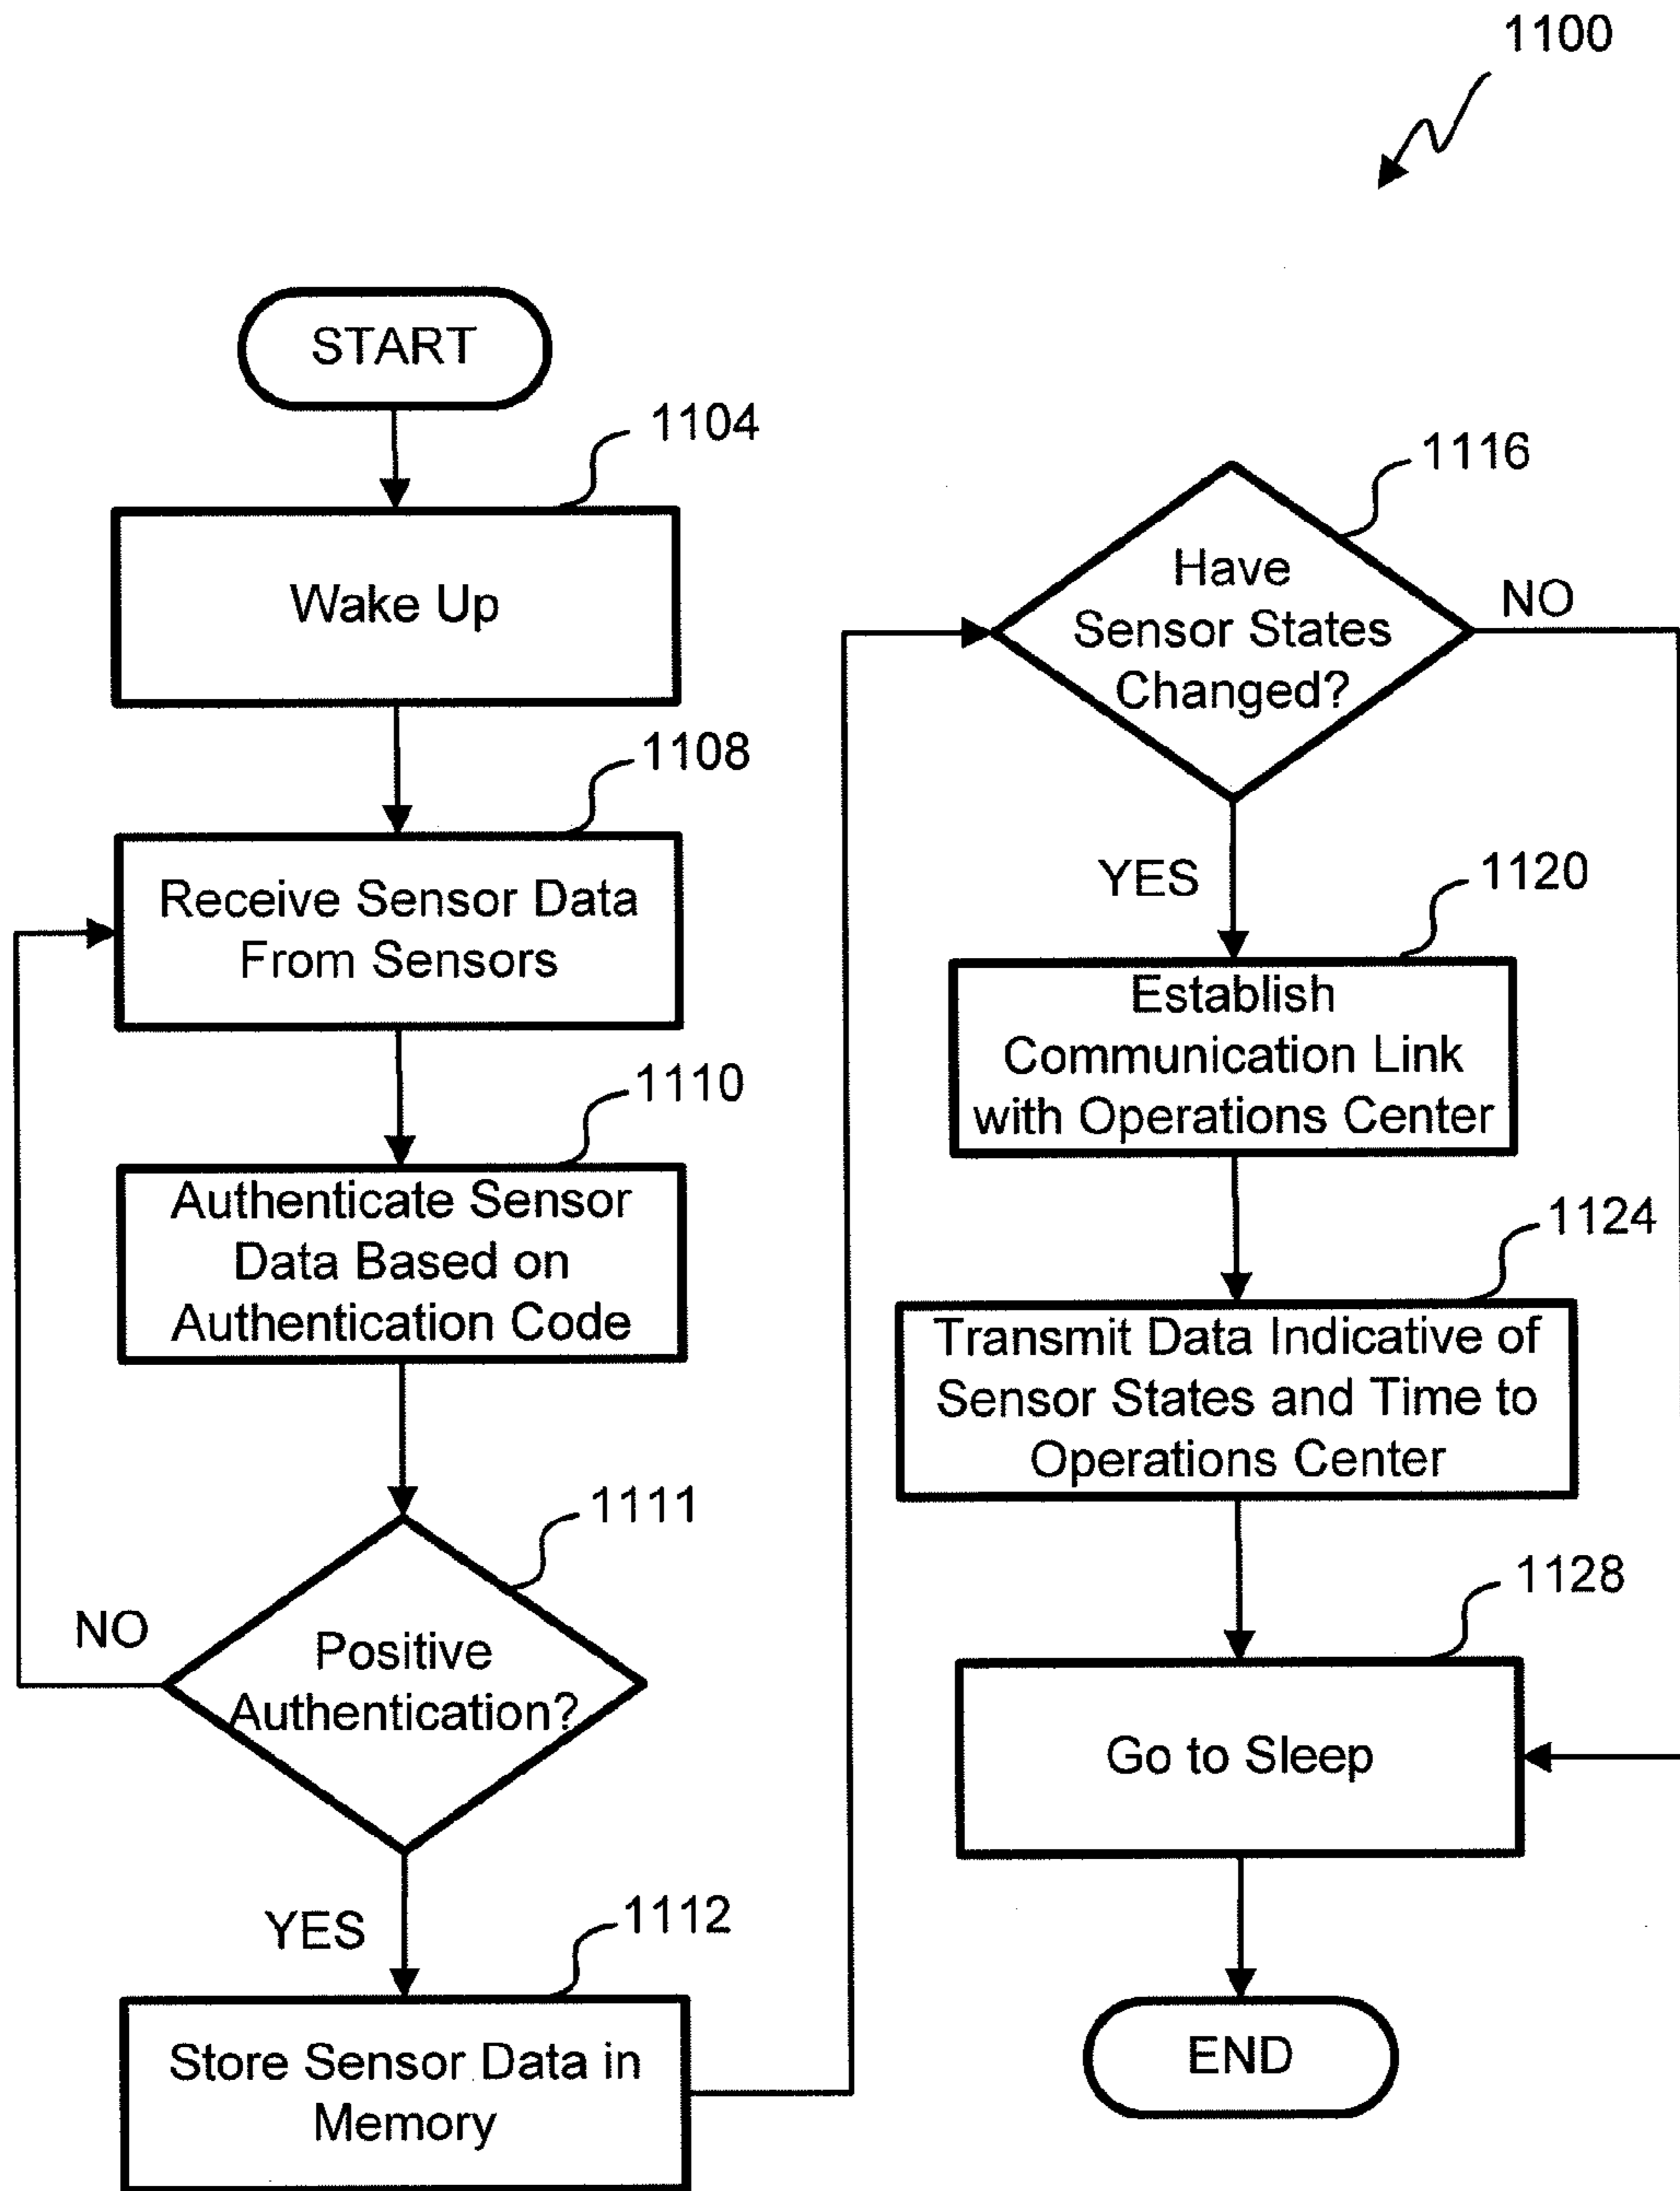 1100
START
1104
Wake Up
1108
Receive Sensor Data
From Sensors
1110
Authenticate Sensor
Data Based on
Authentication Code
1111
NO
Positive
Authentication?
YES
1112
Store Sensor Data in
Memory
1116
Have
Sensor States
Changed?
NO
YES
1120
Establish
Communication Link
with Operations Center
1124
Transmit Data Indicative of
Sensor States and Time to
Operations Center
1128
Go to Sleep
END